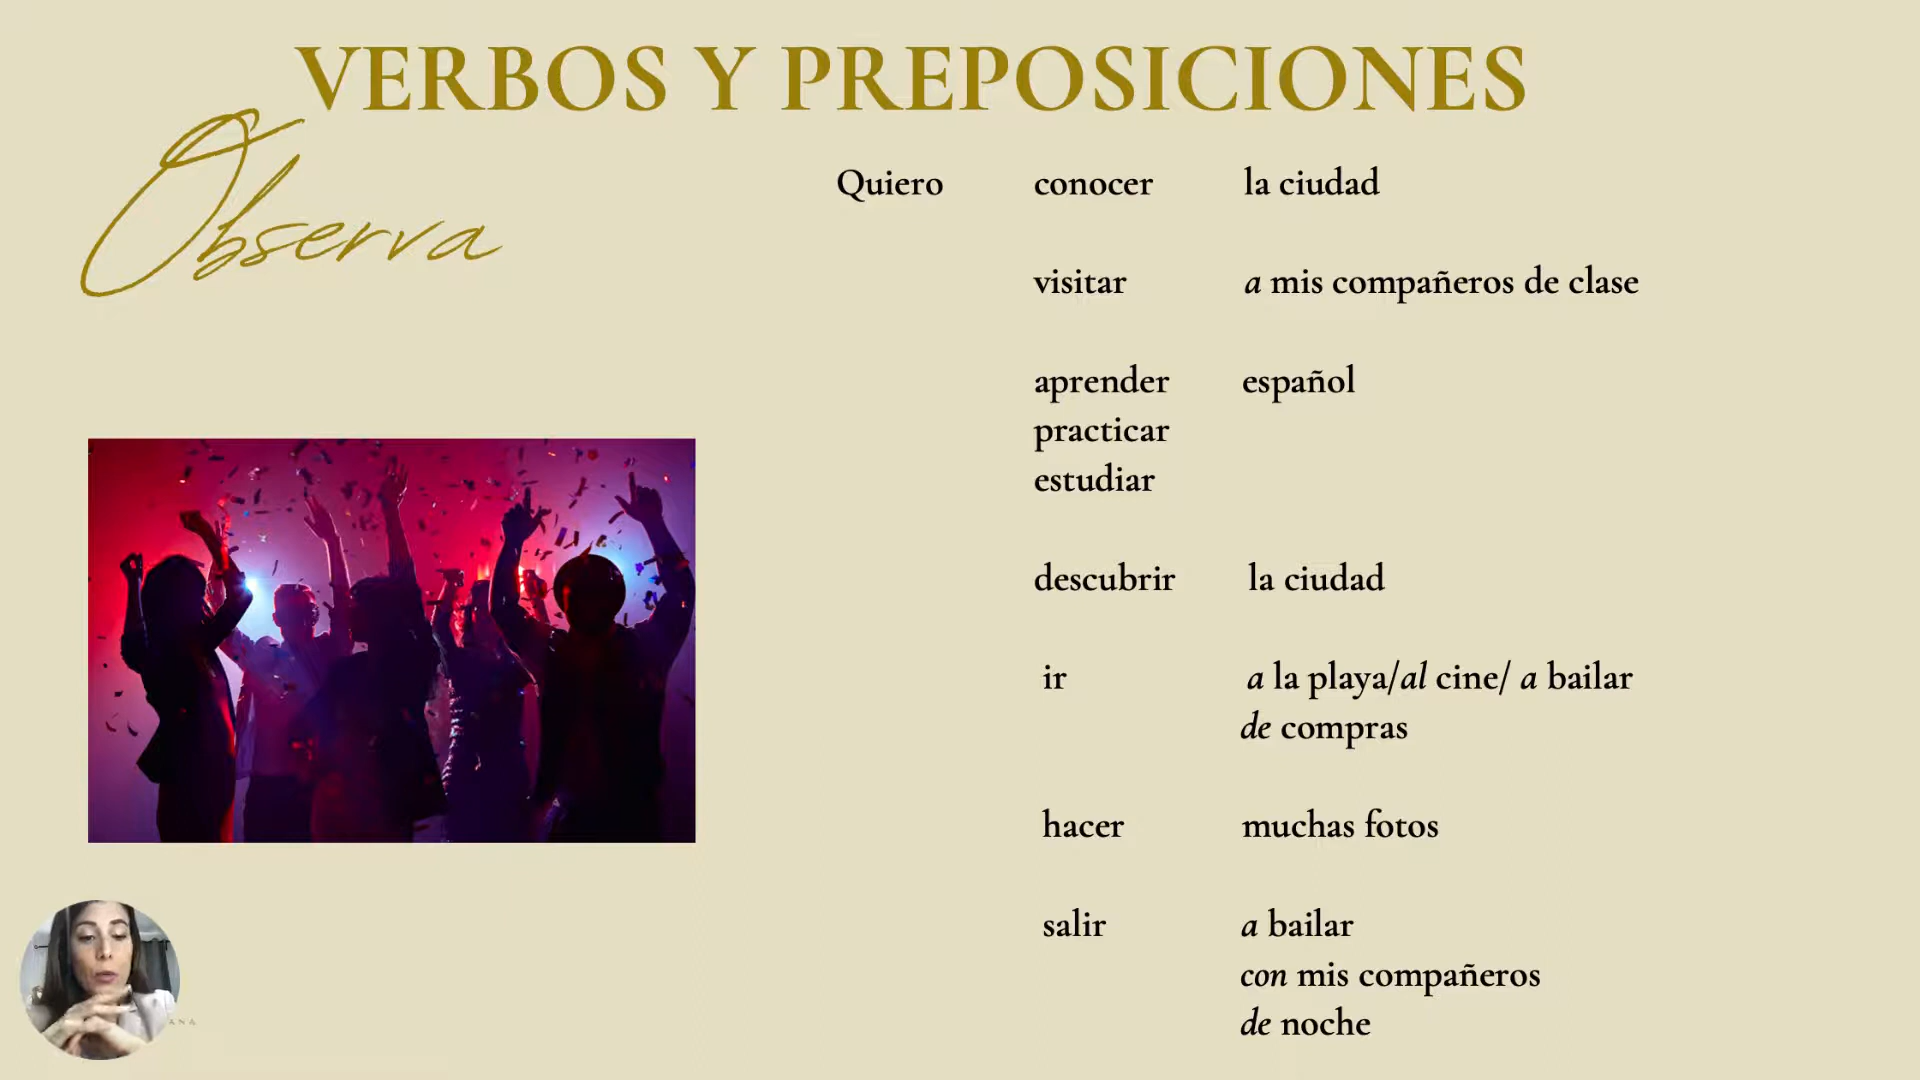 VERBOS Y PREPOSICIONES
Observa
Quiero conocer la ciudad
visitar a mis compañeros de clase
aprender español
practicar
estudiar
descubrir la ciudad
ir a la playa/al cine/ a bailar
de compras
hacer muchas fotos
salir a bailar
con mis compañeros
de noche